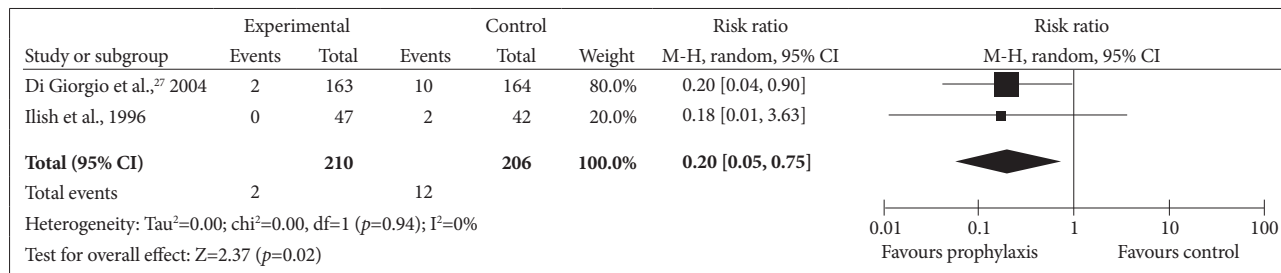 Experimental Control Risk ratio Risk ratio
Study or subgroup Events Total Events Total Weight M-H, random, 95% CI M-H, random, 95% CI
Di Giorgio et al.,²⁷ 2004 2 163 10 164 80.0% 0.20 [0.04, 0.90]
Ilish et al., 1996 0 47 2 42 20.0% 0.18 [0.01, 3.63]
Total (95% CI) 210 206 100.0% 0.20 [0.05, 0.75]
Total events 2 12
Heterogeneity: Tau²=0.00; chi²=0.00, df=1 (p=0.94); I²=0%
Test for overall effect: Z=2.37 (p=0.02)
0.01 0.1 1 10 100
Favours prophylaxis Favours control